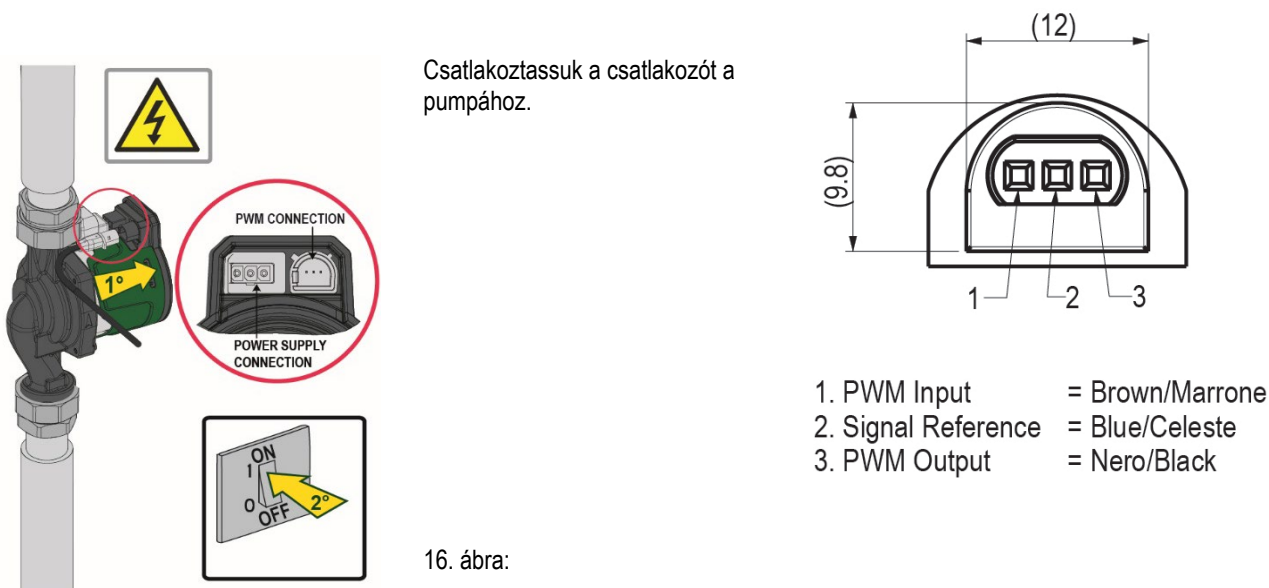 Csatlakoztassuk a csatlakozót a
pumpához.
PWM CONNECTION
POWER SUPPLY
CONNECTION
1°
ON
1
0
OFF
2°
16. ábra:
(12)
(9.8)
1
2
3
1. PWM Input = Brown/Marrone
2. Signal Reference = Blue/Celeste
3. PWM Output = Nero/Black